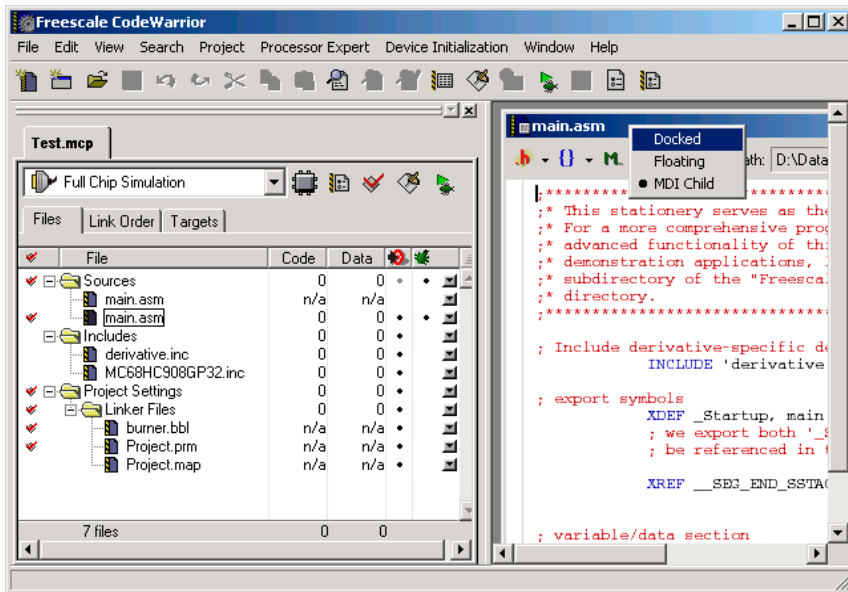 Freescale CodeWarrior
File Edit View Search Project Processor Expert Device Initialization Window Help
Test.mcp
Full Chip Simulation
Files Link Order Targets
File Code Data
Sources 0 0
main.asm n/a n/a
main.asm 0 0
Includes 0 0
derivative.inc 0 0
MC68HC908GP32.inc 0 0
Project Settings 0 0
Linker Files 0 0
burner.bbl n/a n/a
Project.prm n/a n/a
Project.map n/a n/a
7 files 0 0
main.asm
Docked
Floating
MDI Child
h {} M. ath: D:\Data
;*******************************
;* This stationery serves as the
;* For a more comprehensive prog
;* advanced functionality of thi
;* demonstration applications,
;* subdirectory of the "Freescal
;* directory.
;*******************************
; Include derivative-specific de
INCLUDE 'derivative
; export symbols
XDEF _Startup, main
; we export both '_S
; be referenced in t
XREF __SEG_END_SSTAC
; variable/data section